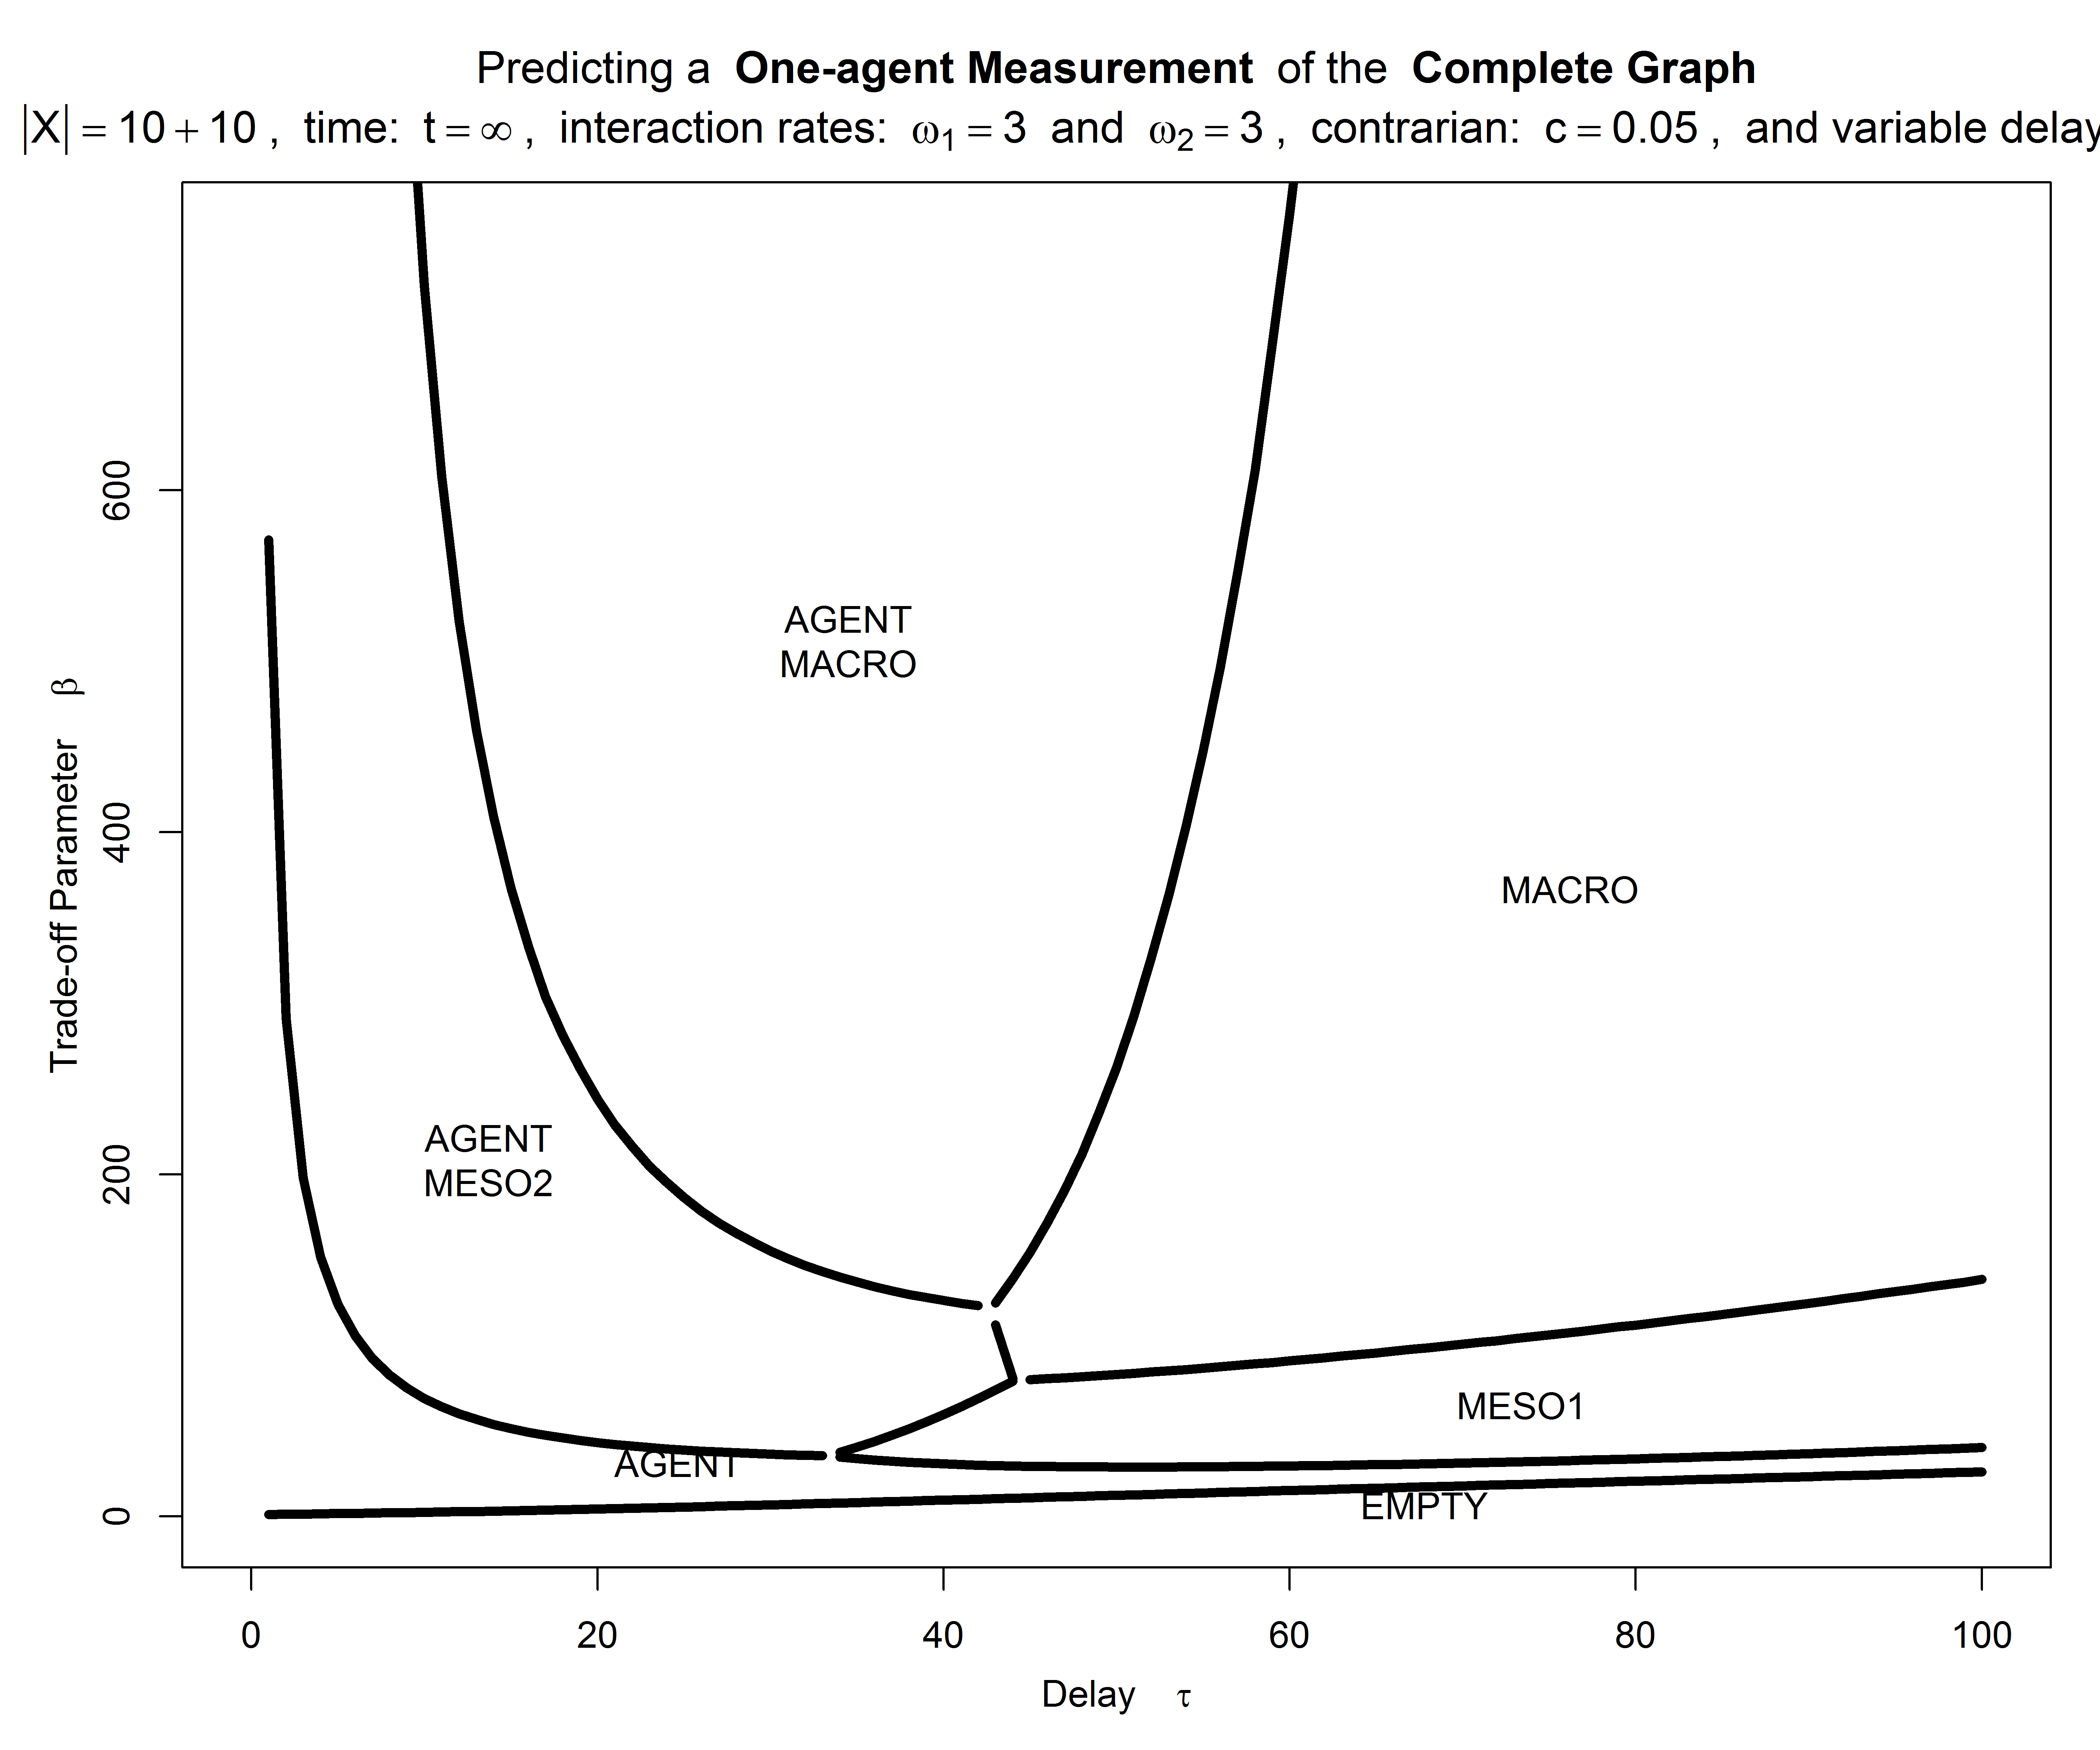 Predicting a One-agent Measurement of the Complete Graph
|X| = 10 + 10 , time: t = ∞ , interaction rates: ω₁ = 3 and ω₂ = 3 , contrarian: c = 0.05 , and variable delay
600
400
200
0
Trade-off Parameter β
AGENT
MACRO
MACRO
AGENT
MESO2
MESO1
AGENT
EMPTY
0 20 40 60 80 100
Delay τ